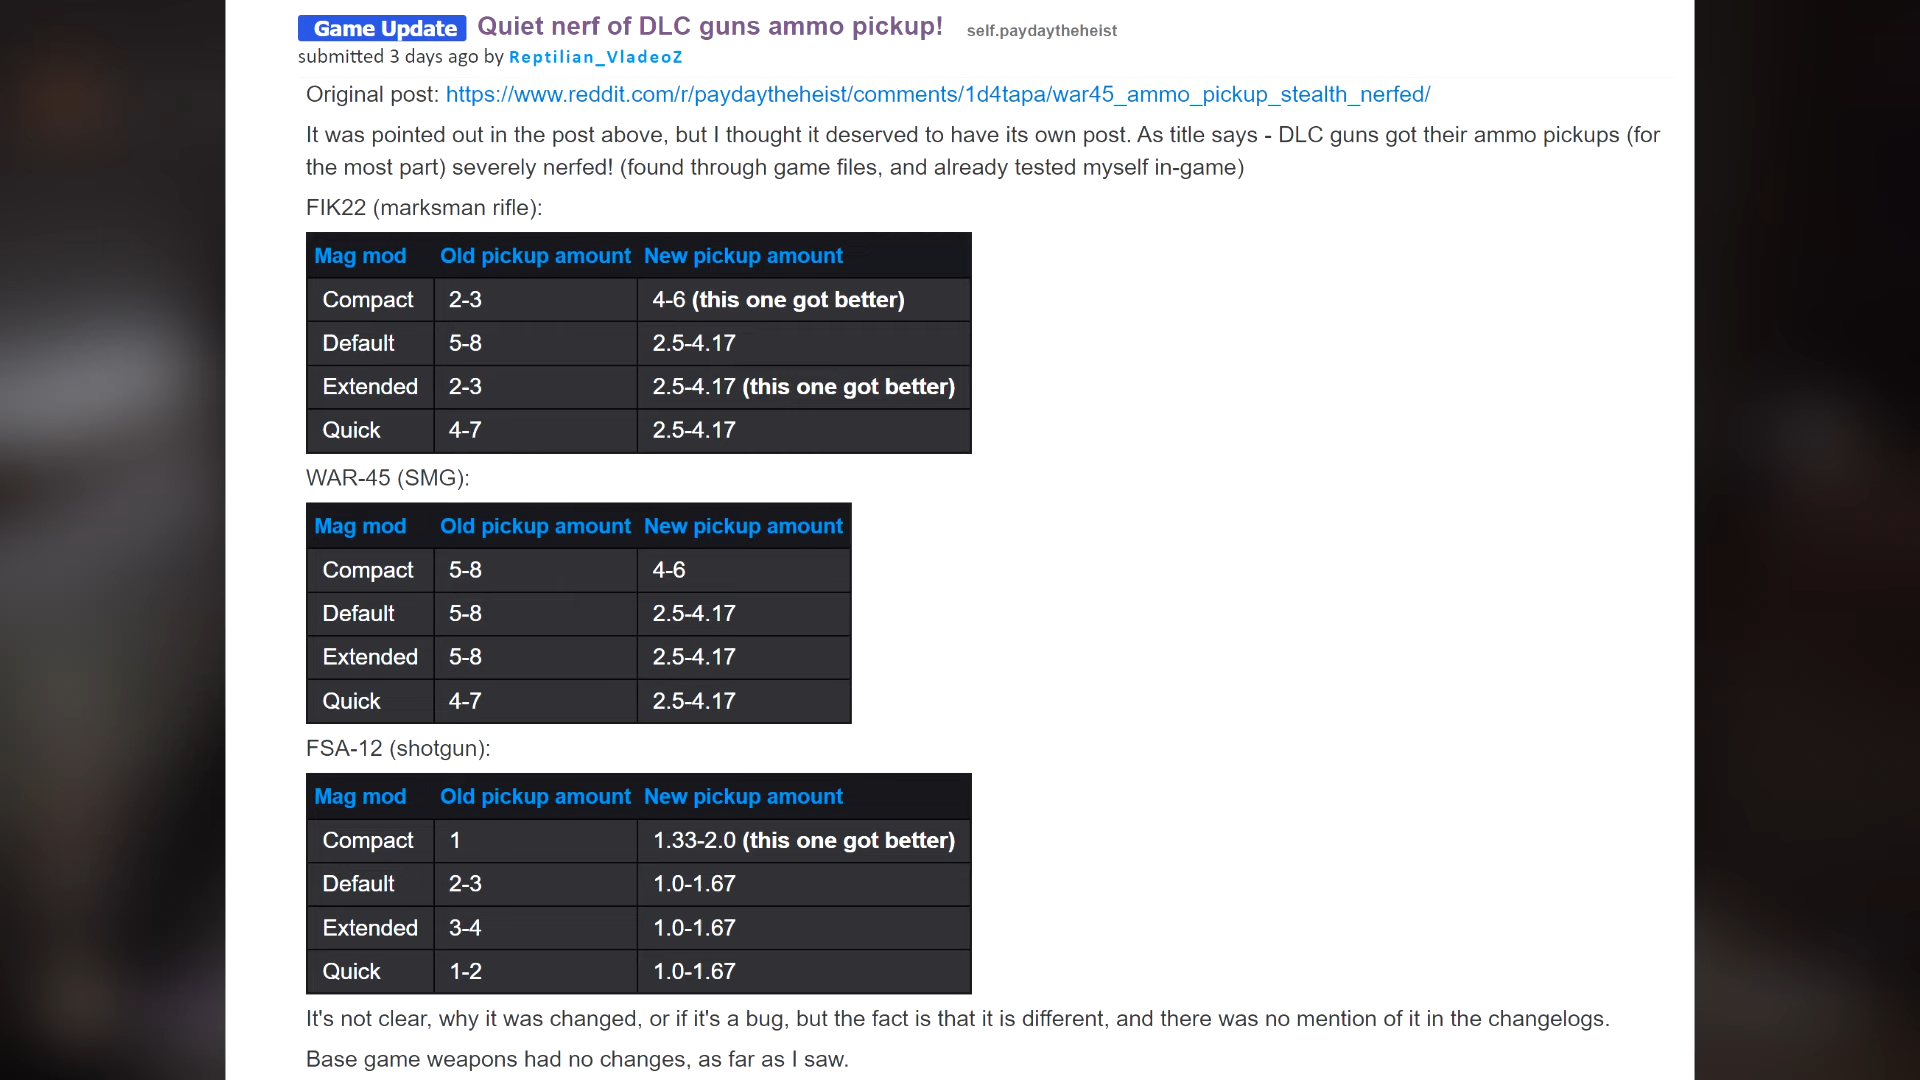 Game Update Quiet nerf of DLC guns ammo pickup! self.paydaytheheist
submitted 3 days ago by Reptilian_VladeoZ
Original post: https://www.reddit.com/r/paydaytheheist/comments/1d4tapa/war45_ammo_pickup_stealth_nerfed/
It was pointed out in the post above, but I thought it deserved to have its own post. As title says - DLC guns got their ammo pickups (for
the most part) severely nerfed! (found through game files, and already tested myself in-game)
FIK22 (marksman rifle):
Mag mod Old pickup amount New pickup amount
Compact 2-3 4-6 (this one got better)
Default 5-8 2.5-4.17
Extended 2-3 2.5-4.17 (this one got better)
Quick 4-7 2.5-4.17
WAR-45 (SMG):
Mag mod Old pickup amount New pickup amount
Compact 5-8 4-6
Default 5-8 2.5-4.17
Extended 5-8 2.5-4.17
Quick 4-7 2.5-4.17
FSA-12 (shotgun):
Mag mod Old pickup amount New pickup amount
Compact 1 1.33-2.0 (this one got better)
Default 2-3 1.0-1.67
Extended 3-4 1.0-1.67
Quick 1-2 1.0-1.67
It's not clear, why it was changed, or if it's a bug, but the fact is that it is different, and there was no mention of it in the changelogs.
Base game weapons had no changes, as far as I saw.